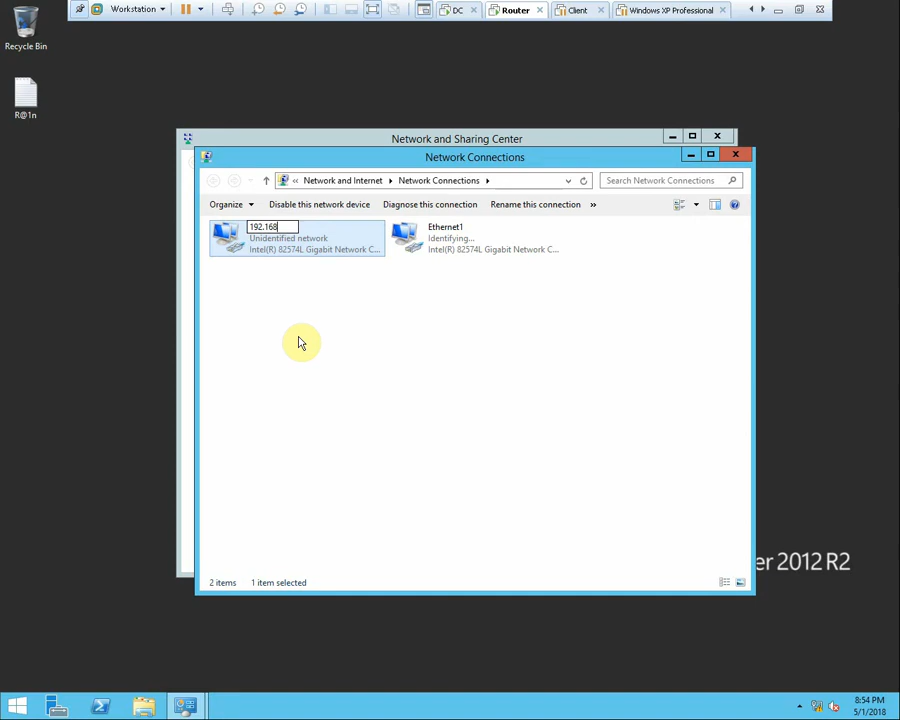 Workstation
DC
Router
Client
Windows XP Professional
Recycle Bin
R@1n
Network and Sharing Center
Network Connections
« Network and Internet Network Connections
Search Network Connections
Organize Disable this network device Diagnose this connection Rename this connection »
192.168
Unidentified network
Intel(R) 82574L Gigabit Network C...
Ethernet1
Identifying...
Intel(R) 82574L Gigabit Network C...
er 2012 R2
2 items 1 item selected
8:54 PM
5/1/2018